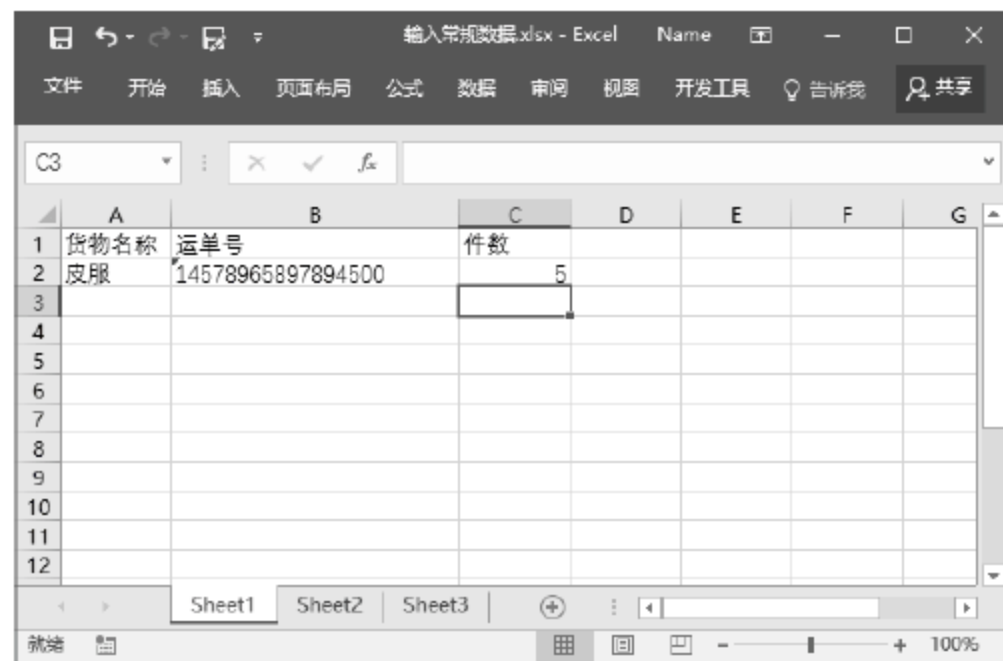 输入常规数据.xlsx - Excel Name
文件 开始 插入 页面布局 公式 数据 审阅 视图 开发工具 告诉我 共享
C3 fx
A B C D E F G
1 货物名称 运单号 件数
2 皮服 14578965897894500 5
3
4
5
6
7
8
9
10
11
12
Sheet1 Sheet2 Sheet3
就绪 100%